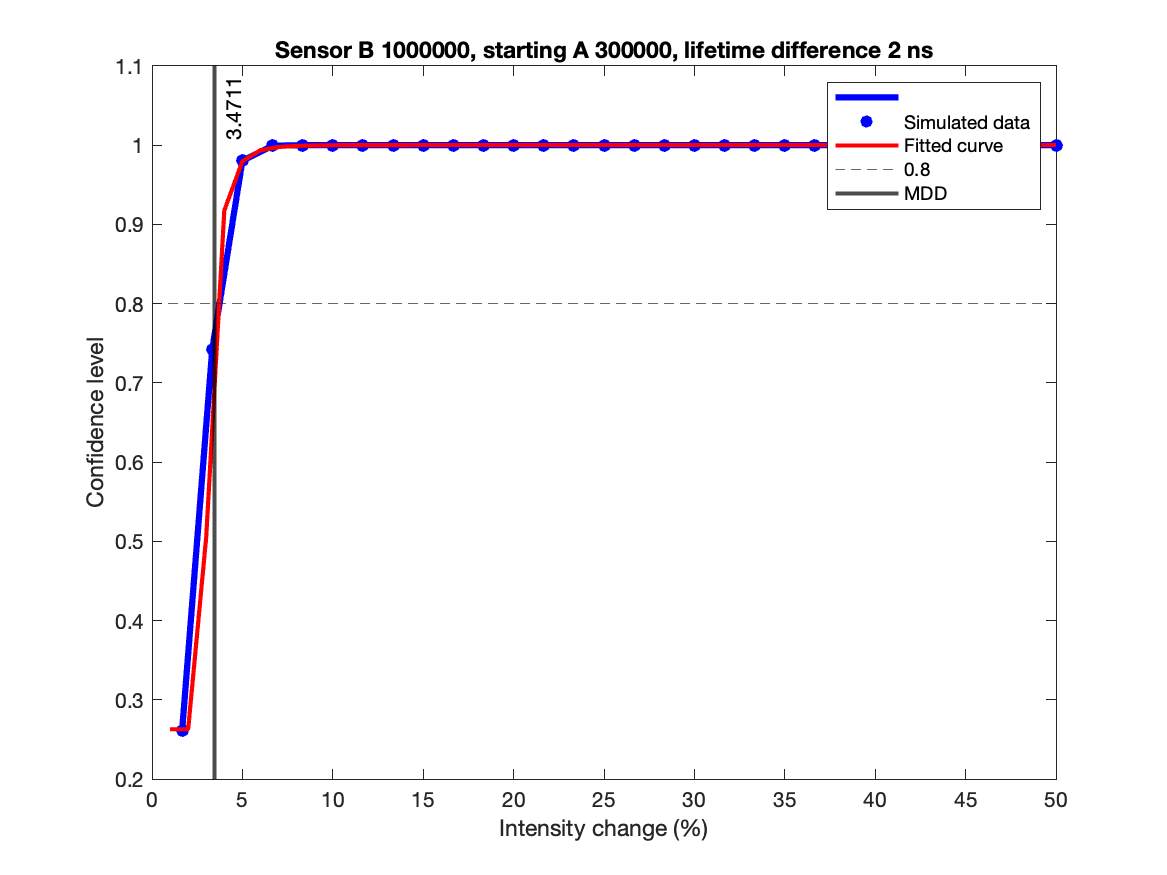 Sensor B 1000000, starting A 300000, lifetime difference 2 ns
1.1
1
0.9
0.8
0.7
0.6
0.5
0.4
0.3
0.2
Confidence level
3.4711
Simulated data
Fitted curve
0.8
MDD
0 5 10 15 20 25 30 35 40 45 50
Intensity change (%)